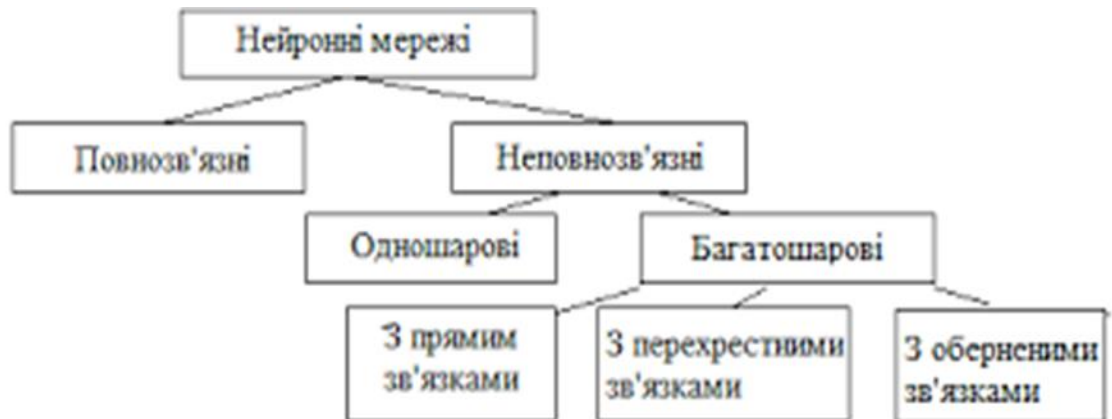 Нейронні мережі
Повнозв'язні
Неповнозв'язні
Одношарові
Багатошарові
З прямим
зв'язками
З перехрестними
зв'язками
З оберненими
зв'язками